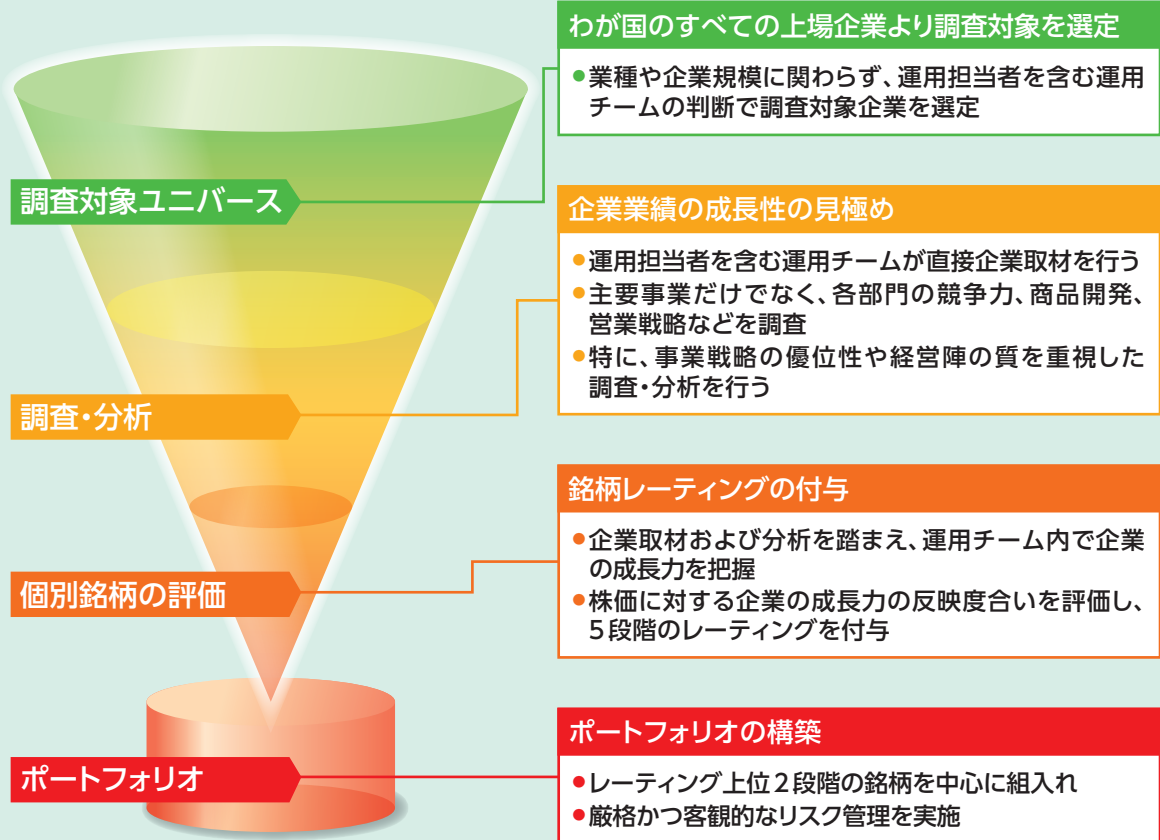 わが国のすべての上場企業より調査対象を選定
●業種や企業規模に関わらず、運用担当者を含む運用
チームの判断で調査対象企業を選定
調査対象ユニバース
企業業績の成長性の見極め
●運用担当者を含む運用チームが直接企業取材を行う
●主要事業だけでなく、各部門の競争力、商品開発、
営業戦略などを調査
●特に、事業戦略の優位性や経営陣の質を重視した
調査・分析を行う
調査・分析
銘柄レーティングの付与
●企業取材および分析を踏まえ、運用チーム内で企業
の成長力を把握
●株価に対する企業の成長力の反映度合いを評価し、
5段階のレーティングを付与
個別銘柄の評価
ポートフォリオの構築
●レーティング上位2段階の銘柄を中心に組入れ
●厳格かつ客観的なリスク管理を実施
ポートフォリオ